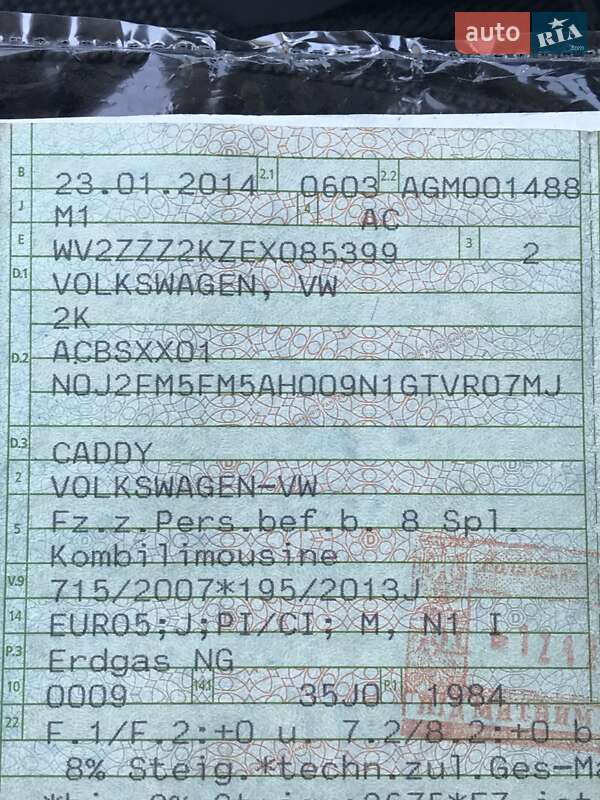 auto RIA .com
B 23.01.2014 2.1 0603 2.2 AGM001488
J M1 4 AC
E WV2ZZZ2KZEX085399 3 2
D.1 VOLKSWAGEN, VW
2K
D.2 ACBSXX01
N0J2FM5FM5AH009N1GTVR07MJ
D.3 CADDY
2 VOLKSWAGEN-VW
5 Fz.z.Pers.bef.b. 8 Spl.
Kombilimousine
V.9 715/2007*195/2013J
14 EURO5;J;PI/CI; M, N1 I
P.3 Erdgas NG
10 0009 14.1 35J0 P.1 1984
22 F.1/F.2:+0 u. 7.2/8.2:+0 b
8% Steig.*techn.zul.Ges-Ma